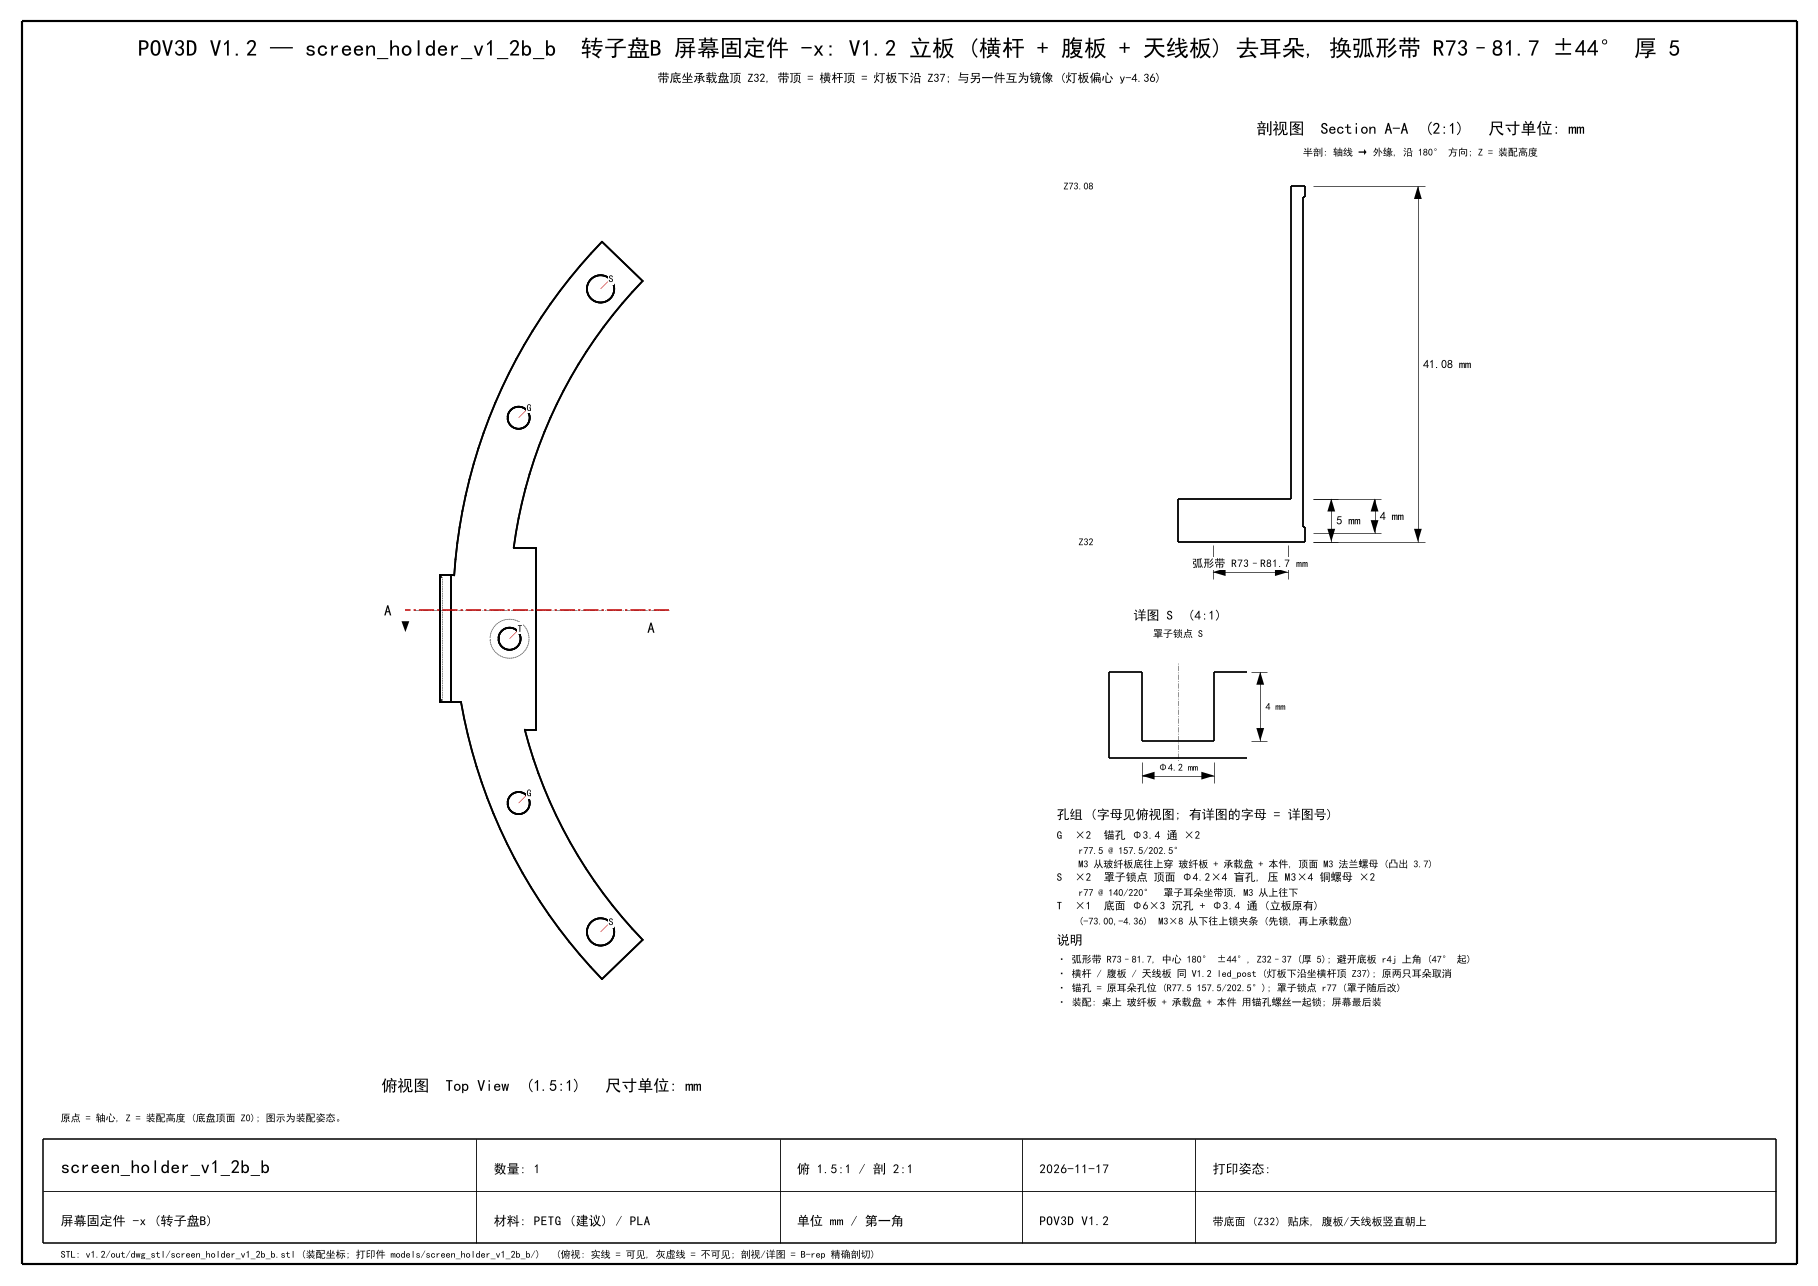 POV3D V1.2 — screen_holder_v1_2b_b  转子盘B 屏幕固定件 -x: V1.2 立板 (横杆 + 腹板 + 天线板) 去耳朵, 换弧形带 R73–81.7 ±44°  厚 5
带底坐承载盘顶 Z32, 带顶 = 横杆顶 = 灯板下沿 Z37; 与另一件互为镜像 (灯板偏心 y-4.36)
剖视图  Section A-A  (2:1)   尺寸单位: mm
半剖: 轴线 → 外缘, 沿 180° 方向; Z = 装配高度
Z73.08
41.08 mm
5 mm
4 mm
Z32
弧形带 R73–R81.7 mm
S
G
A
T
A
G
S
详图 S  (4:1)
罩子锁点 S
4 mm
Φ4.2 mm
孔组 (字母见俯视图; 有详图的字母 = 详图号)
G  ×2  锚孔 Φ3.4 通 ×2
r77.5 @ 157.5/202.5°
M3 从玻纤板底往上穿 玻纤板 + 承载盘 + 本件, 顶面 M3 法兰螺母 (凸出 3.7)
S  ×2  罩子锁点 顶面 Φ4.2×4 盲孔, 压 M3×4 铜螺母 ×2
r77 @ 140/220°  罩子耳朵坐带顶, M3 从上往下
T  ×1  底面 Φ6×3 沉孔 + Φ3.4 通 (立板原有)
(-73.00,-4.36)  M3×8 从下往上锁夹条 (先锁, 再上承载盘)
说明
· 弧形带 R73–81.7, 中心 180° ±44°, Z32–37 (厚 5); 避开底板 r4j 上角 (47° 起)
· 横杆 / 腹板 / 天线板 同 V1.2 led_post (灯板下沿坐横杆顶 Z37); 原两只耳朵取消
· 锚孔 = 原耳朵孔位 (R77.5 157.5/202.5°); 罩子锁点 r77 (罩子随后改)
· 装配: 桌上 玻纤板 + 承载盘 + 本件 用锚孔螺丝一起锁; 屏幕最后装
俯视图  Top View  (1.5:1)   尺寸单位: mm
原点 = 轴心, Z = 装配高度 (底盘顶面 Z0); 图示为装配姿态。
screen_holder_v1_2b_b
数量: 1
俯 1.5:1 / 剖 2:1
2026-11-17
打印姿态:
屏幕固定件 -x (转子盘B)
材料: PETG (建议) / PLA
单位 mm / 第一角
POV3D V1.2
带底面 (Z32) 贴床, 腹板/天线板竖直朝上
STL: v1.2/out/dwg_stl/screen_holder_v1_2b_b.stl (装配坐标; 打印件 models/screen_holder_v1_2b_b/)   (俯视: 实线 = 可见, 灰虚线 = 不可见; 剖视/详图 = B-rep 精确剖切)